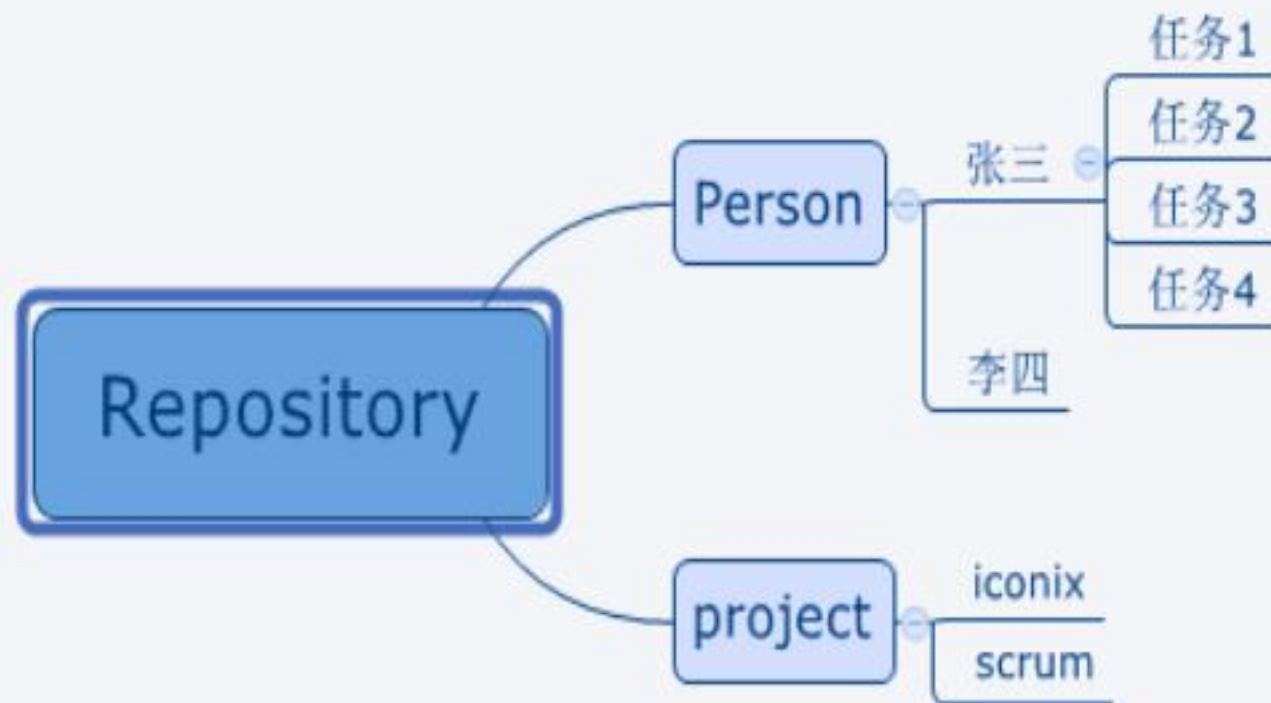 Repository
Person
张三
任务1
任务2
任务3
任务4
李四
project
iconix
scrum